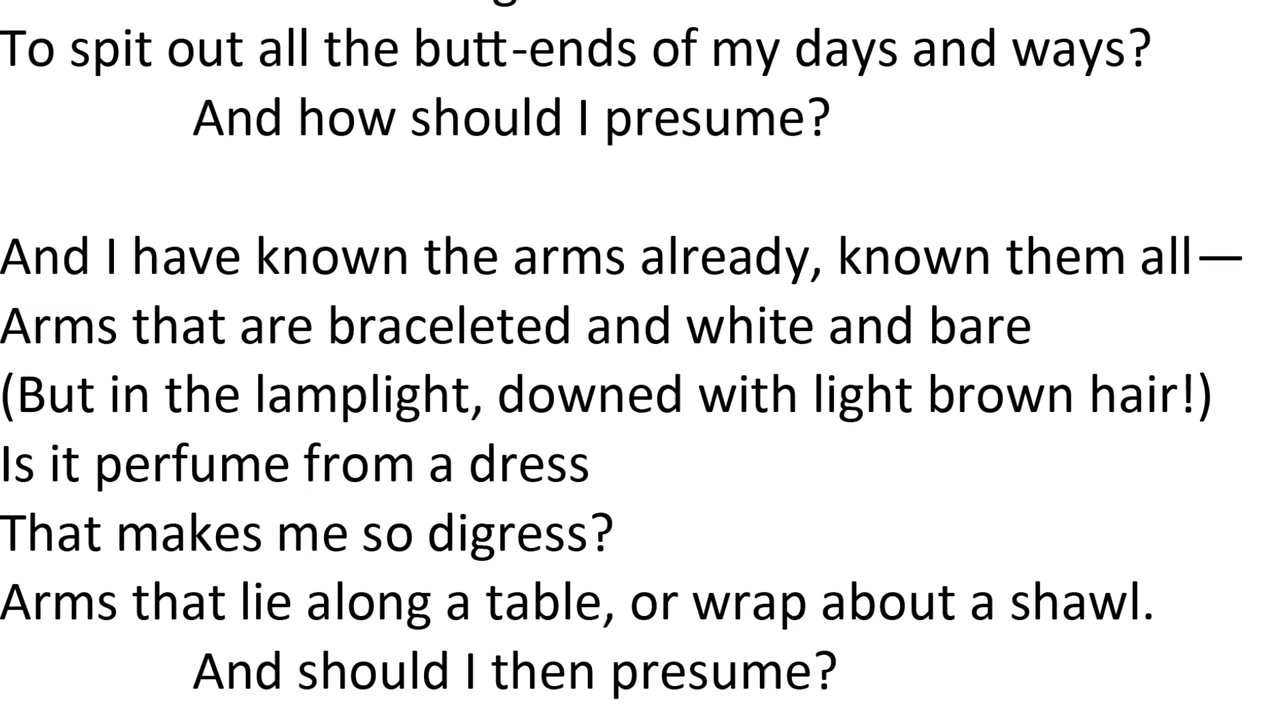 To spit out all the butt-ends of my days and ways?
And how should I presume?
And I have known the arms already, known them all—
Arms that are braceleted and white and bare
(But in the lamplight, downed with light brown hair!)
Is it perfume from a dress
That makes me so digress?
Arms that lie along a table, or wrap about a shawl.
And should I then presume?